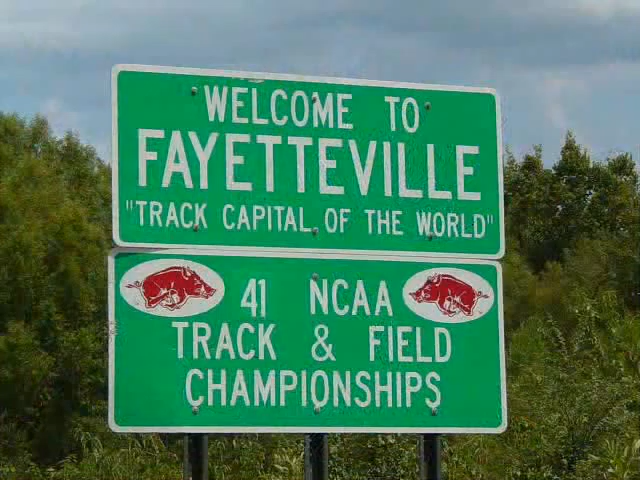 WELCOME TO
FAYETTEVILLE
"TRACK CAPITAL OF THE WORLD"
41 NCAA
TRACK & FIELD
CHAMPIONSHIPS